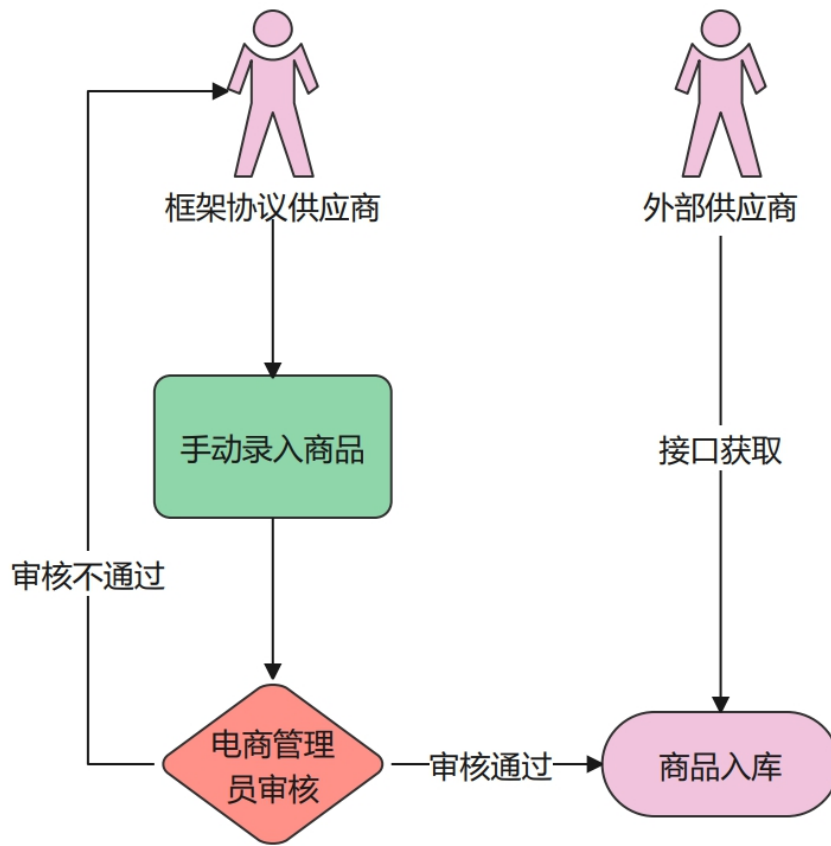 框架协议供应商
外部供应商
手动录入商品
接口获取
审核不通过
电商管理
员审核
审核通过
商品入库